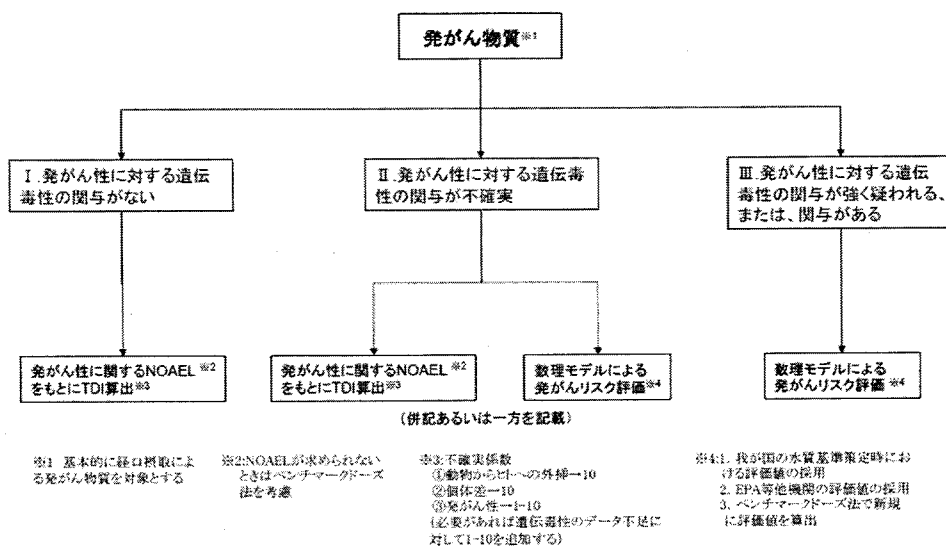 発がん物質※1
Ⅰ.発がん性に対する遺伝
毒性の関与がない
Ⅱ.発がん性に対する遺伝毒
性の関与が不確実
Ⅲ.発がん性に対する遺伝
毒性の関与が強く疑われる、
または、関与がある
発がん性に関するNOAEL※2
をもとにTDI算出※3
発がん性に関するNOAEL※2
をもとにTDI算出※3
数理モデルによる
発がんリスク評価※4
数理モデルによる
発がんリスク評価※4
(併記あるいは一方を記載)
※1 基本的に経口摂取によ
る発がん物質を対象とする
※2:NOAELが求められない
ときはベンチマークドーズ
法を考慮
※3:不確実係数
①動物からヒトへの外挿→10
②個体差→10
③発がん性→1-10
(必要があれば遺伝毒性のデータ不足に
対して1-10を追加する)
※4:1. 我が国の水質基準策定時にお
ける評価値の採用
2. EPA等他機関の評価値の採用
3. ベンチマークドーズ法で新規
に評価値を算出